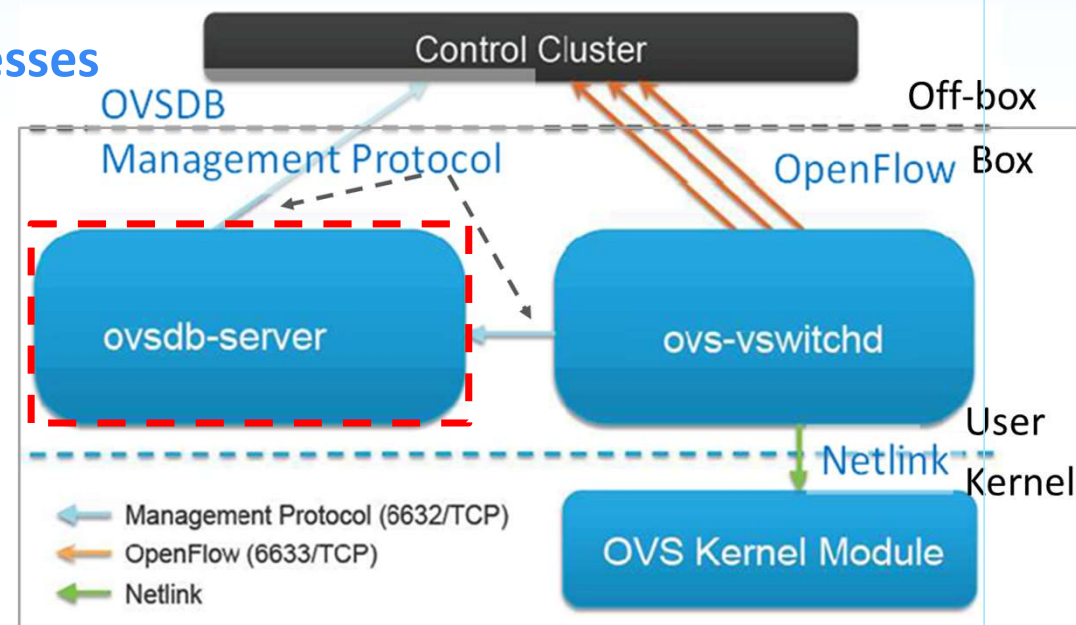 esses
Control Cluster
OVSDB
Off-box
Management Protocol
OpenFlow
Box
ovsdb-server
ovs-vswitchd
User
Netlink
Kernel
Management Protocol (6632/TCP)
OpenFlow (6633/TCP)
Netlink
OVS Kernel Module